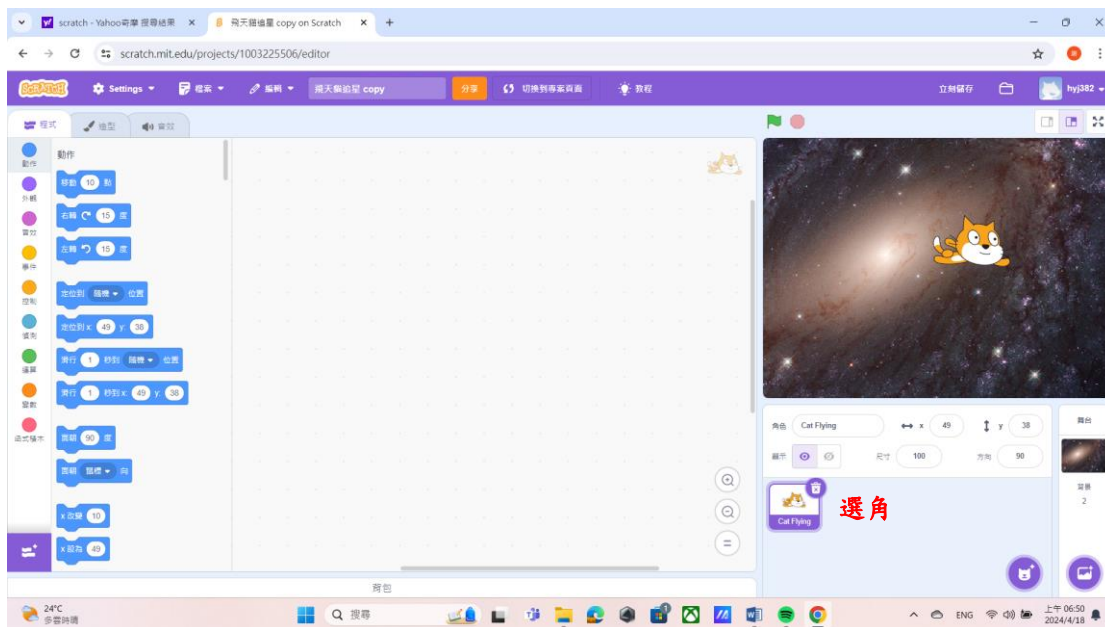 scratch - Yahoo奇摩 搜尋結果
飛天貓追星 copy on Scratch
scratch.mit.edu/projects/1003225506/editor
SCRATCH
Settings
檔案
編輯
飛天貓追星 copy
分享
切換到專案頁面
教程
立刻儲存
hyj382
程式
造型
音效
動作
外觀
音效
事件
控制
偵測
運算
變數
函式積木
動作
移動 10 點
右轉 15 度
左轉 15 度
定位到 隨機 位置
定位到 x: 49 y: 38
滑行 1 秒到 隨機 位置
滑行 1 秒到 x: 49 y: 38
面朝 90 度
面朝 鼠標 向
x 改變 10
x 設為 49
背包
角色 Cat Flying x 49 y 38
顯示 尺寸 100 方向 90
Cat Flying
選角
舞台
背景
2
24°C
多雲時晴
搜尋
ENG
上午 06:50
2024/4/18